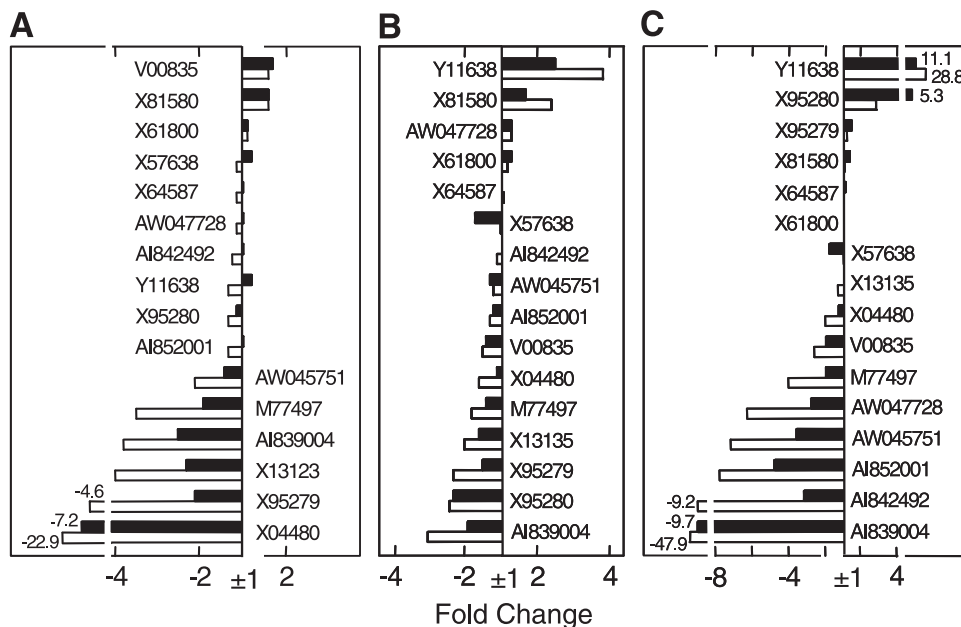 A
V00835
X81580
X61800
X57638
X64587
AW047728
AI842492
Y11638
X95280
AI852001
AW045751
M77497
AI839004
X13123
-4.6
X95279
-7.2
X04480
-22.9
-4
-2
±1
2
B
Y11638
X81580
AW047728
X61800
X64587
X57638
AI842492
AW045751
AI852001
V00835
X04480
M77497
X13135
X95279
X95280
AI839004
-4
-2
±1
2
4
C
Y11638
11.1
28.8
X95280
5.3
X95279
X81580
X64587
X61800
X57638
X13135
X04480
V00835
M77497
AW047728
AW045751
AI852001
-9.2
AI842492
-9.7
AI839004
-47.9
-8
-4
±1
4
Fold Change